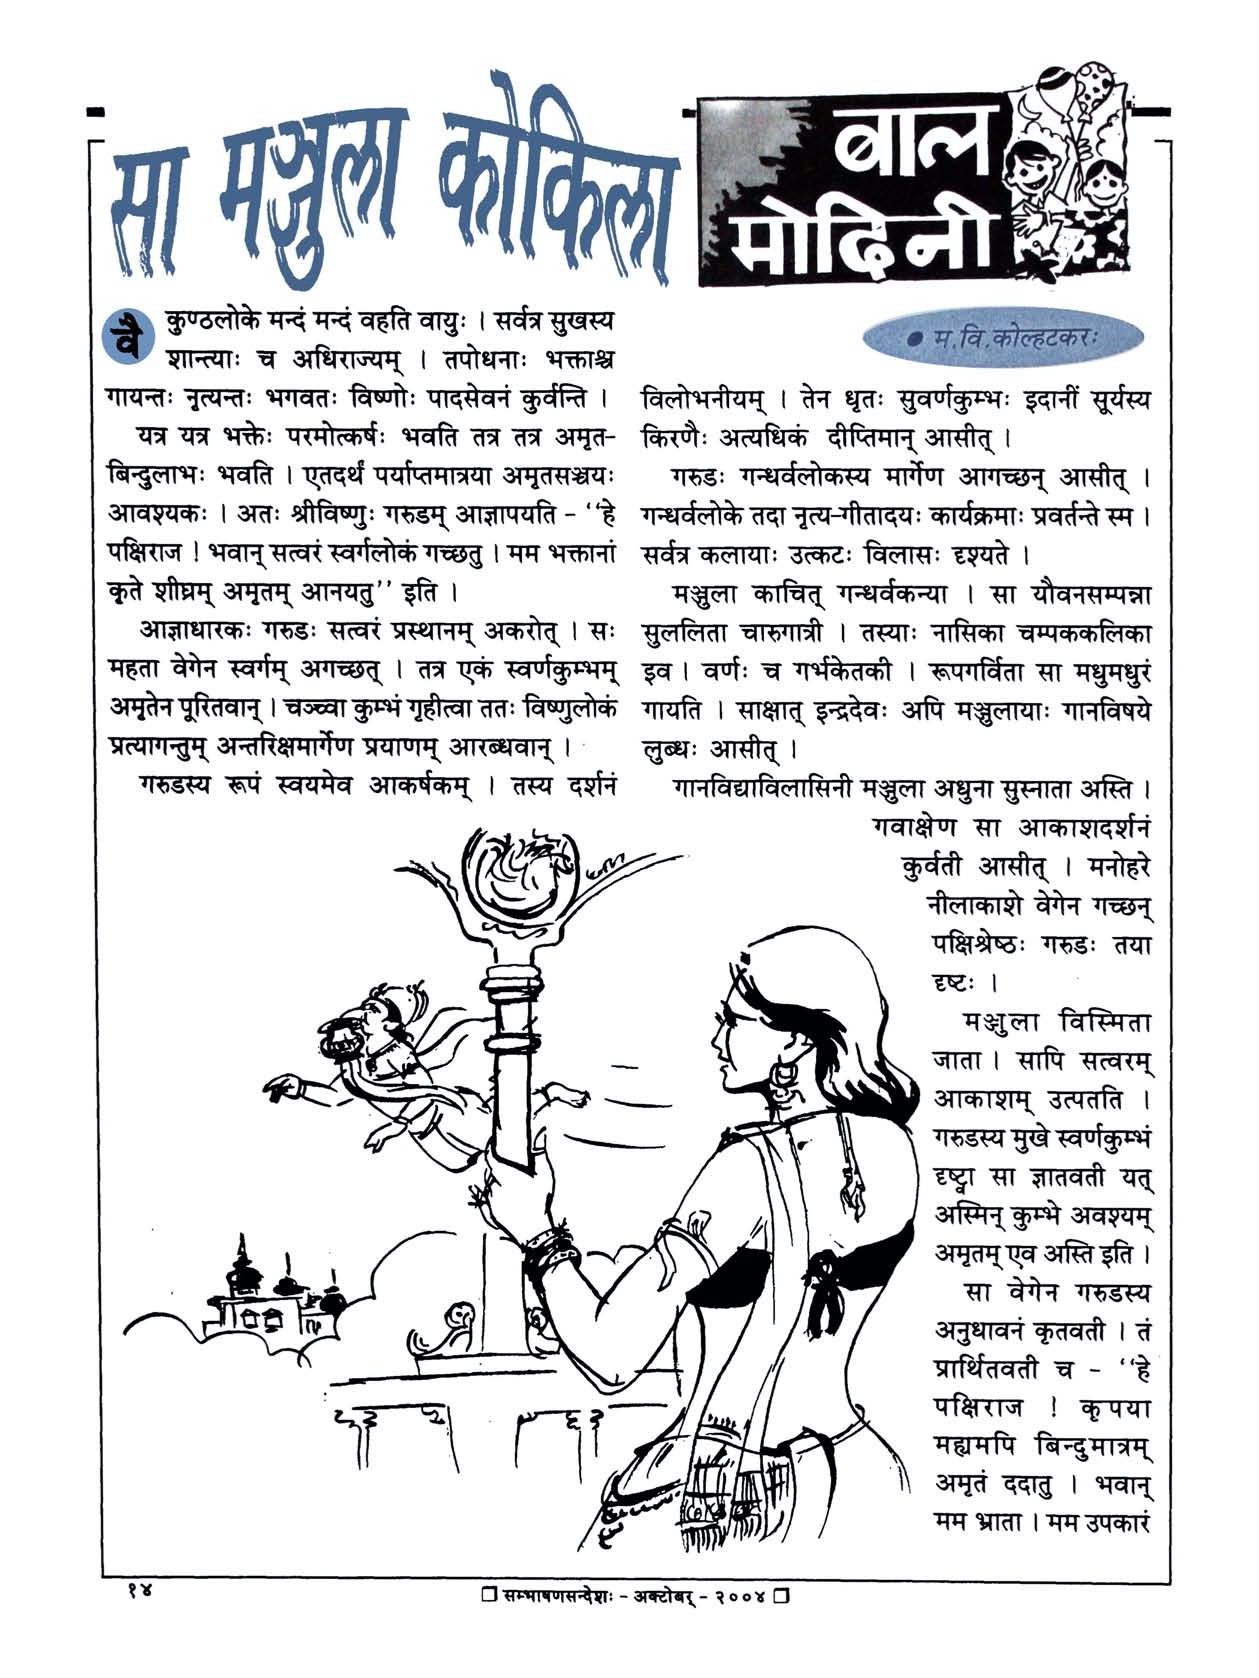 सा मञ्जुला कोकिला
बाल
मोदिनी
• म.वि.कोल्हटकरः
वैकुण्ठलोके मन्दं मन्दं वहति वायुः । सर्वत्र सुखस्य
शान्त्याः च अधिराज्यम् । तपोधनाः भक्ताश्च
गायन्तः नृत्यन्तः भगवतः विष्णोः पादसेवनं कुर्वन्ति ।
यत्र यत्र भक्तेः परमोत्कर्षः भवति तत्र तत्र अमृत-
बिन्दुलाभः भवति । एतदर्थं पर्याप्तमात्रया अमृतसञ्चयः
आवश्यकः । अतः श्रीविष्णुः गरुडम् आज्ञापयति - ‘‘हे
पक्षिराज ! भवान् सत्वरं स्वर्गलोकं गच्छतु । मम भक्तानां
कृते शीघ्रम् अमृतम् आनयतु’’ इति ।
आज्ञाधारकः गरुडः सत्वरं प्रस्थानम् अकरोत् । सः
महता वेगेन स्वर्गम् अगच्छत् । तत्र एकं स्वर्णकुम्भम्
अमृतेन पूरितवान् । चञ्च्वा कुम्भं गृहीत्वा ततः विष्णुलोकं
प्रत्यागन्तुम् अन्तरिक्षमार्गेण प्रयाणम् आरब्धवान् ।
गरुडस्य रूपं स्वयमेव आकर्षकम् । तस्य दर्शनं
विलोभनीयम् । तेन धृतः सुवर्णकुम्भः इदानीं सूर्यस्य
किरणैः अत्यधिकं दीप्तिमान् आसीत् ।
गरुडः गन्धर्वलोकस्य मार्गेण आगच्छन् आसीत् ।
गन्धर्वलोके तदा नृत्य-गीतादयः कार्यक्रमाः प्रवर्तन्ते स्म ।
सर्वत्र कलायाः उत्कटः विलासः दृश्यते ।
मञ्जुला काचित् गन्धर्वकन्या । सा यौवनसम्पन्ना
सुललिता चारुगात्री । तस्याः नासिका चम्पककलिका
इव । वर्णः च गर्भकेतकी । रूपगर्विता सा मधुमधुरं
गायति । साक्षात् इन्द्रदेवः अपि मञ्जुलायाः गानविषये
लुब्धः आसीत् ।
गानविद्याविलासिनी मञ्जुला अधुना सुस्नाता अस्ति ।
गवाक्षेण सा आकाशदर्शनं
कुर्वती आसीत् । मनोहरे
नीलाकाशे वेगेन गच्छन्
पक्षिश्रेष्ठः गरुडः तया
दृष्टः ।
मञ्जुला विस्मिता
जाता । सापि सत्वरम्
आकाशम् उत्पतति ।
गरुडस्य मुखे स्वर्णकुम्भं
दृष्ट्वा सा ज्ञातवती यत्
अस्मिन् कुम्भे अवश्यम्
अमृतम् एव अस्ति इति ।
सा वेगेन गरुडस्य
अनुधावनं कृतवती । तं
प्रार्थितवती च - ‘‘हे
पक्षिराज ! कृपया
मह्यमपि बिन्दुमात्रम्
अमृतं ददातु । भवान्
मम भ्राता । मम उपकारं
१४
❒ सम्भाषणसन्देशः - अक्टोबर् - २००४ ❒